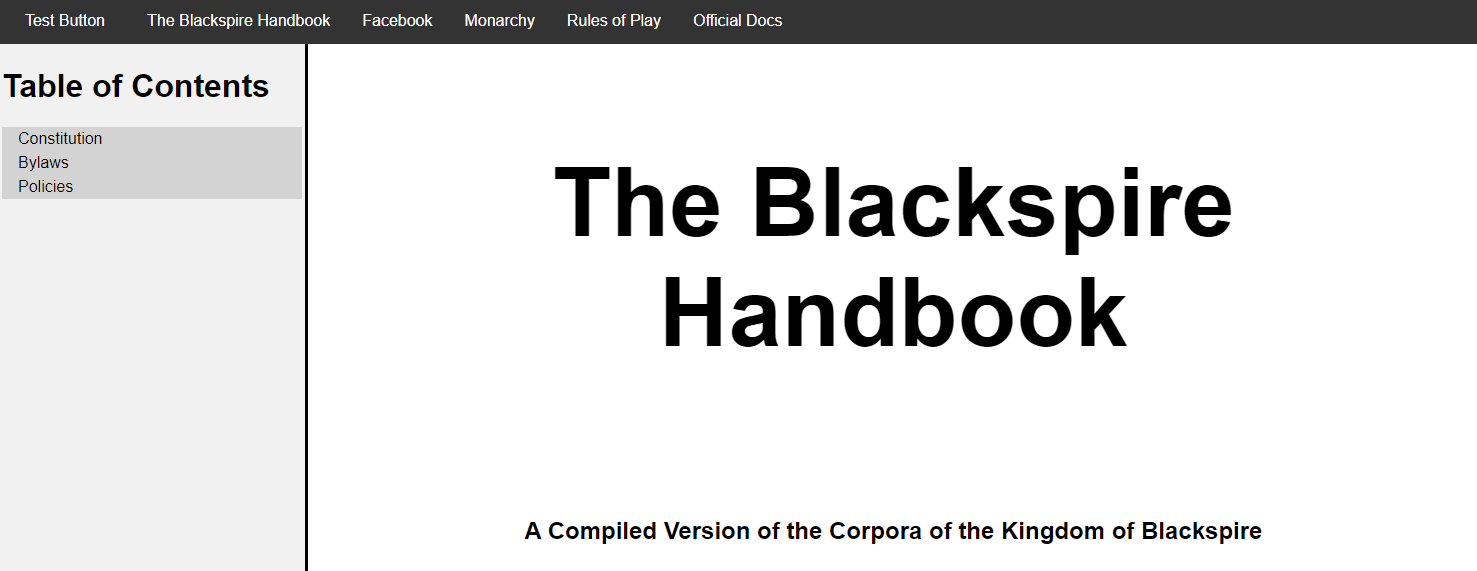 Test Button The Blackspire Handbook Facebook Monarchy Rules of Play Official Docs
Table of Contents
Constitution
Bylaws
Policies
The Blackspire
Handbook
A Compiled Version of the Corpora of the Kingdom of Blackspire